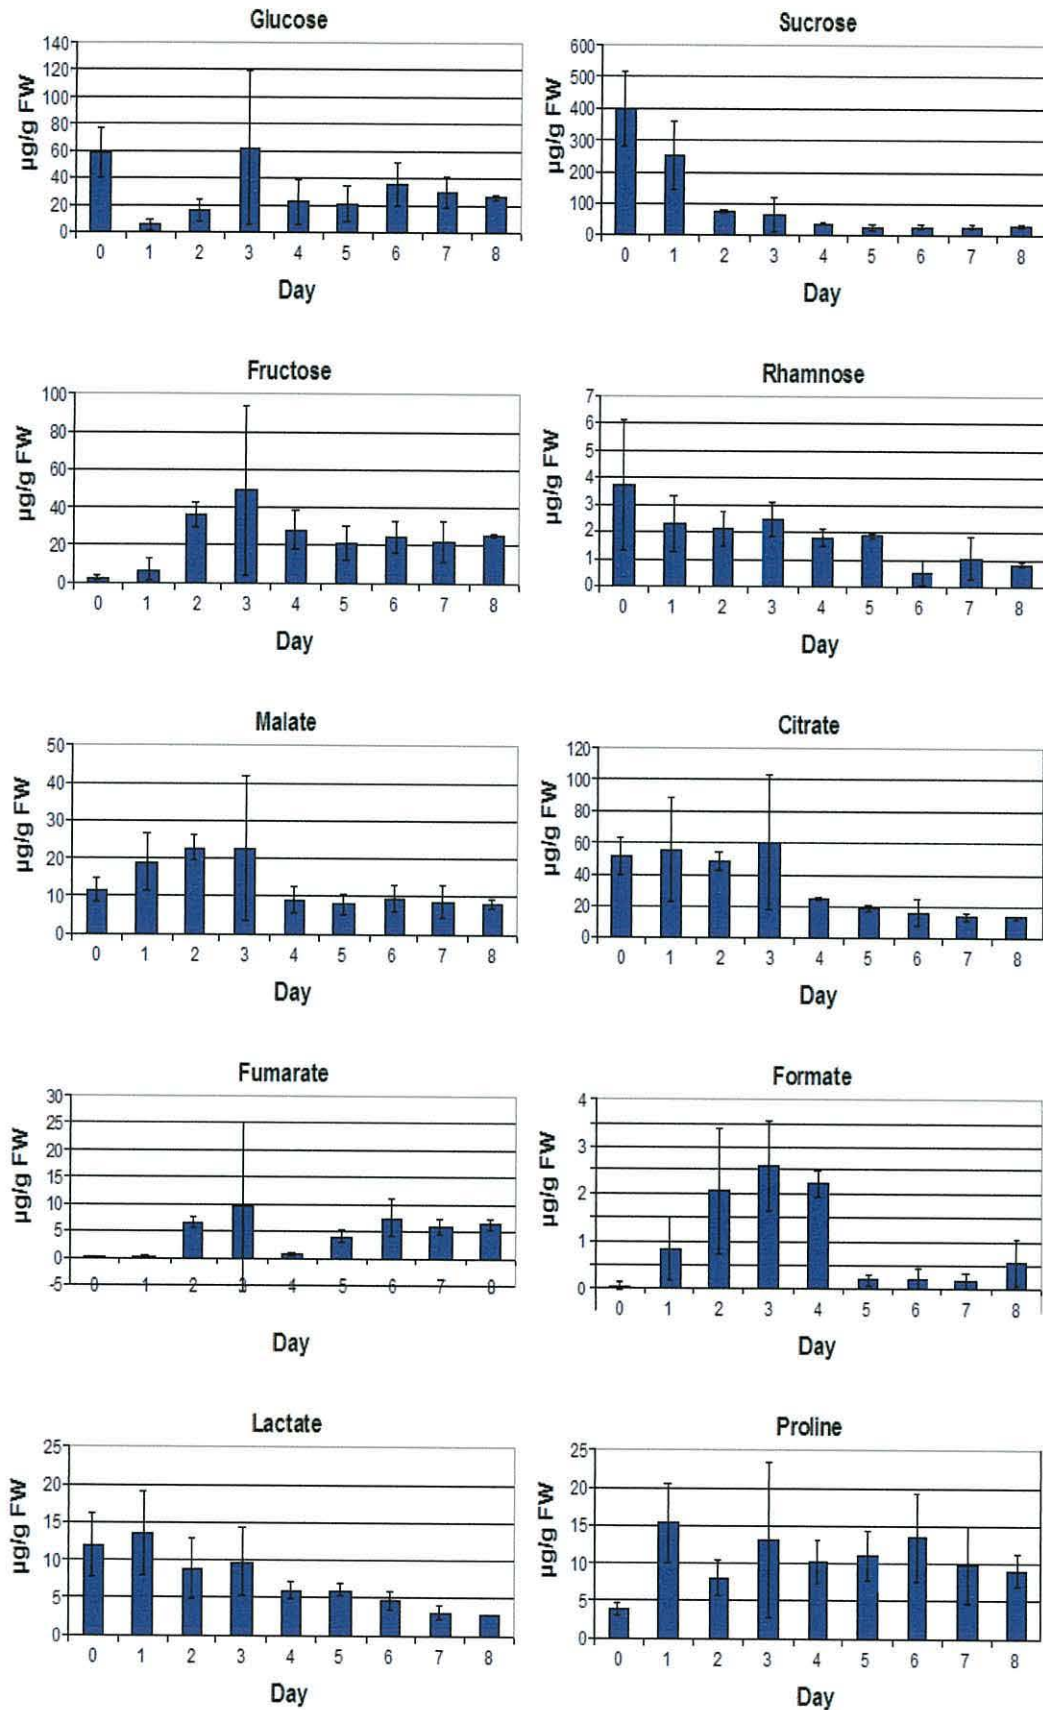 Glucose
µg/g FW
140
120
100
80
60
40
20
0
0 1 2 3 4 5 6 7 8
Day
Sucrose
µg/g FW
600
500
400
300
200
100
0
0 1 2 3 4 5 6 7 8
Day
Fructose
µg/g FW
100
80
60
40
20
0
0 1 2 3 4 5 6 7 8
Day
Rhamnose
µg/g FW
7
6
5
4
3
2
1
0
0 1 2 3 4 5 6 7 8
Day
Malate
µg/g FW
50
40
30
20
10
0
0 1 2 3 4 5 6 7 8
Day
Citrate
µg/g FW
120
100
80
60
40
20
0
0 1 2 3 4 5 6 7 8
Day
Fumarate
µg/g FW
30
25
20
15
10
5
0
-5
0 1 2 3 4 5 6 7 8
Day
Formate
µg/g FW
4
3
3
2
2
1
1
0
0 1 2 3 4 5 6 7 8
Day
Lactate
µg/g FW
25
20
15
10
5
0
0 1 2 3 4 5 6 7 8
Day
Proline
µg/g FW
25
20
15
10
5
0
0 1 2 3 4 5 6 7 8
Day